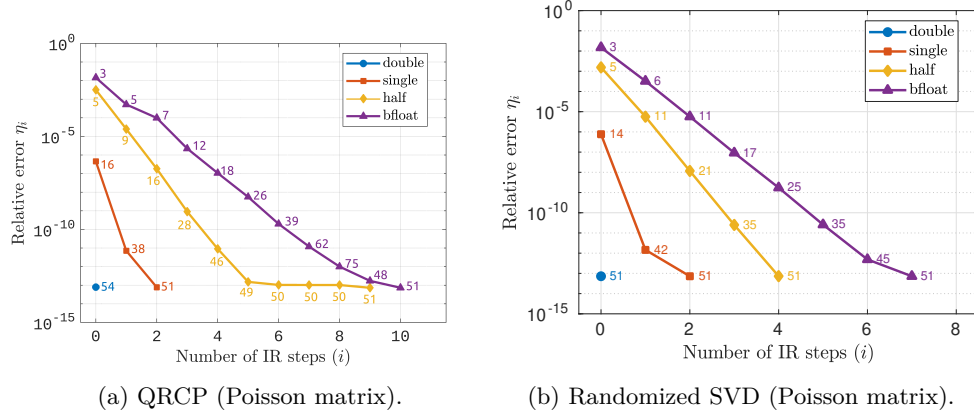 10^0
10^-5
10^-10
10^-15
Relative error η_i
0 2 4 6 8 10
Number of IR steps (i)
double
single
half
bfloat
3 5 7 12 18 26 39 62 75 48 51
5 9 16 28 46 49 50 50 50 51
16 38 51
54
(a) QRCP (Poisson matrix).
10^0
10^-5
10^-10
10^-15
Relative error η_i
0 2 4 6 8
Number of IR steps (i)
double
single
half
bfloat
3 6 11 17 25 35 45 51
5 11 21 35 51
14 42 51
51
(b) Randomized SVD (Poisson matrix).